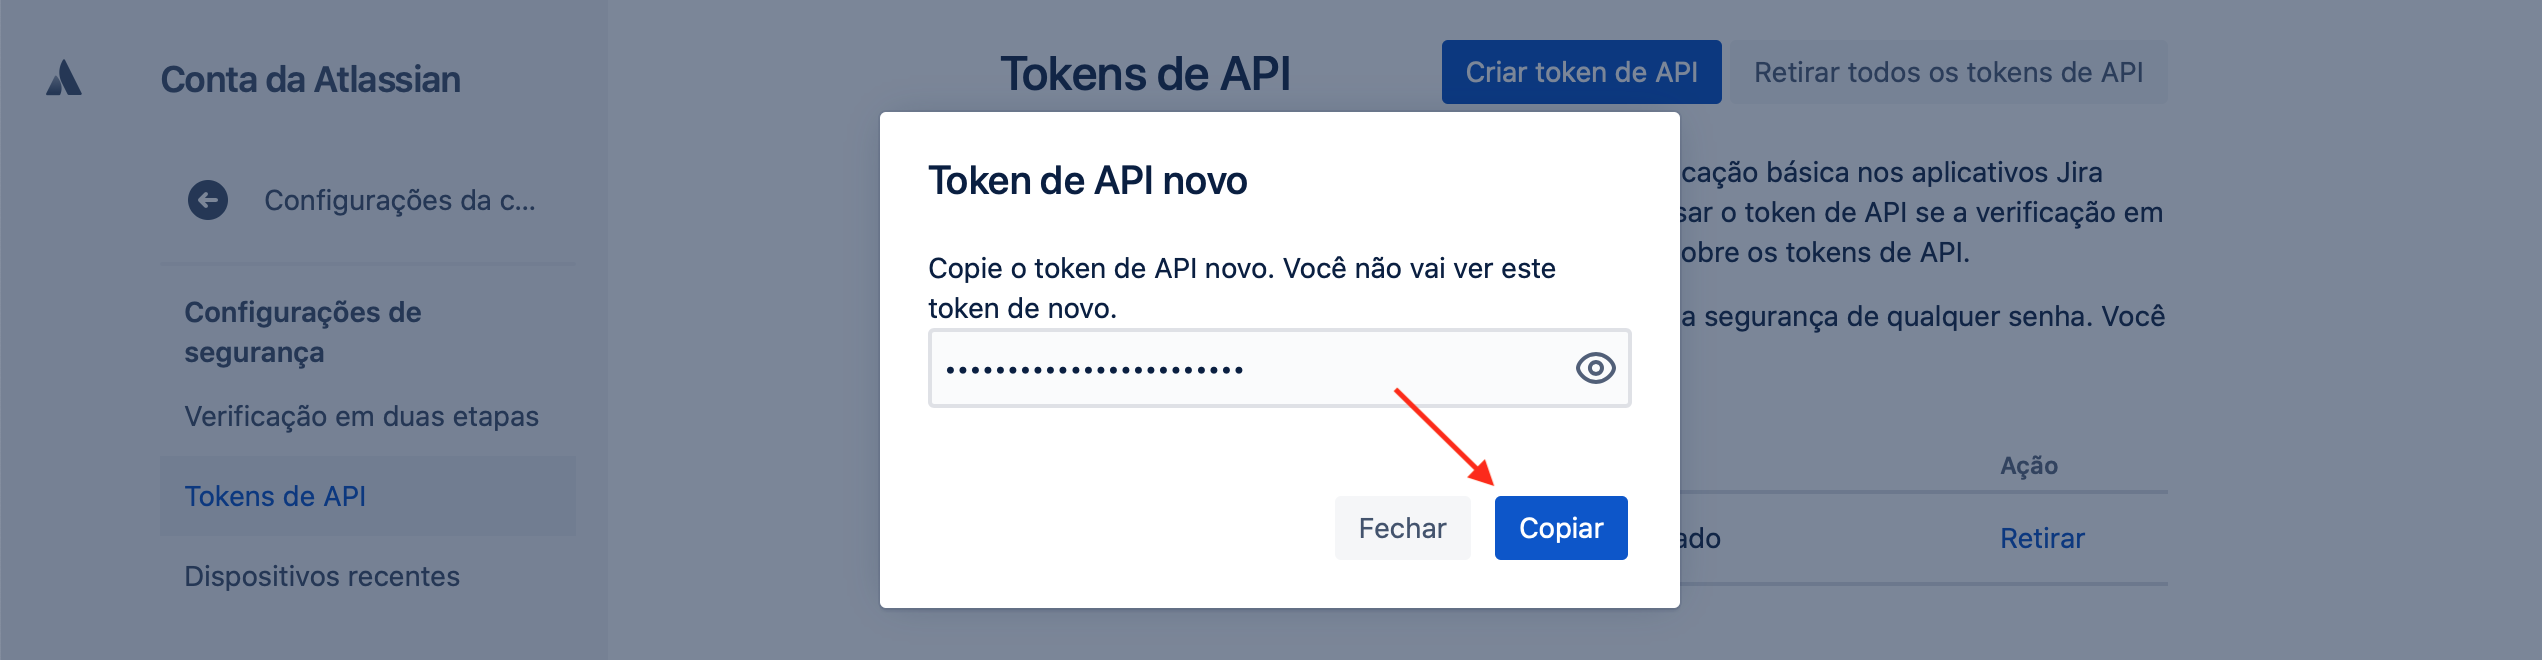 Conta da Atlassian
Configurações da c...
Configurações de
segurança
Verificação em duas etapas
Tokens de API
Dispositivos recentes
Tokens de API
Criar token de API
Retirar todos os tokens de API
cação básica nos aplicativos Jira
sar o token de API se a verificação em
obre os tokens de API.
a segurança de qualquer senha. Você
Ação
ado
Retirar
Token de API novo
Copie o token de API novo. Você não vai ver este
token de novo.
••••••••••••••••••••••••
Fechar
Copiar